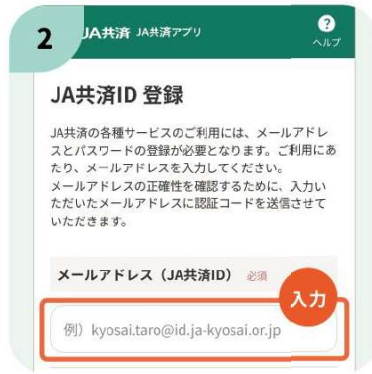 2
JA共済 JA共済アプリ
?
ヘルプ
JA共済ID 登録
JA共済の各種サービスのご利用には、メールアドレ
スとパスワードの登録が必要となります。ご利用にあ
たり、メールアドレスを入力してください。
メールアドレスの正確性を確認するために、入力い
ただいたメールアドレスに認証コードを送信させて
いただきます。
メールアドレス（JA共済ID） 必須
入力
例）kyosai.taro@id.ja-kyosai.or.jp